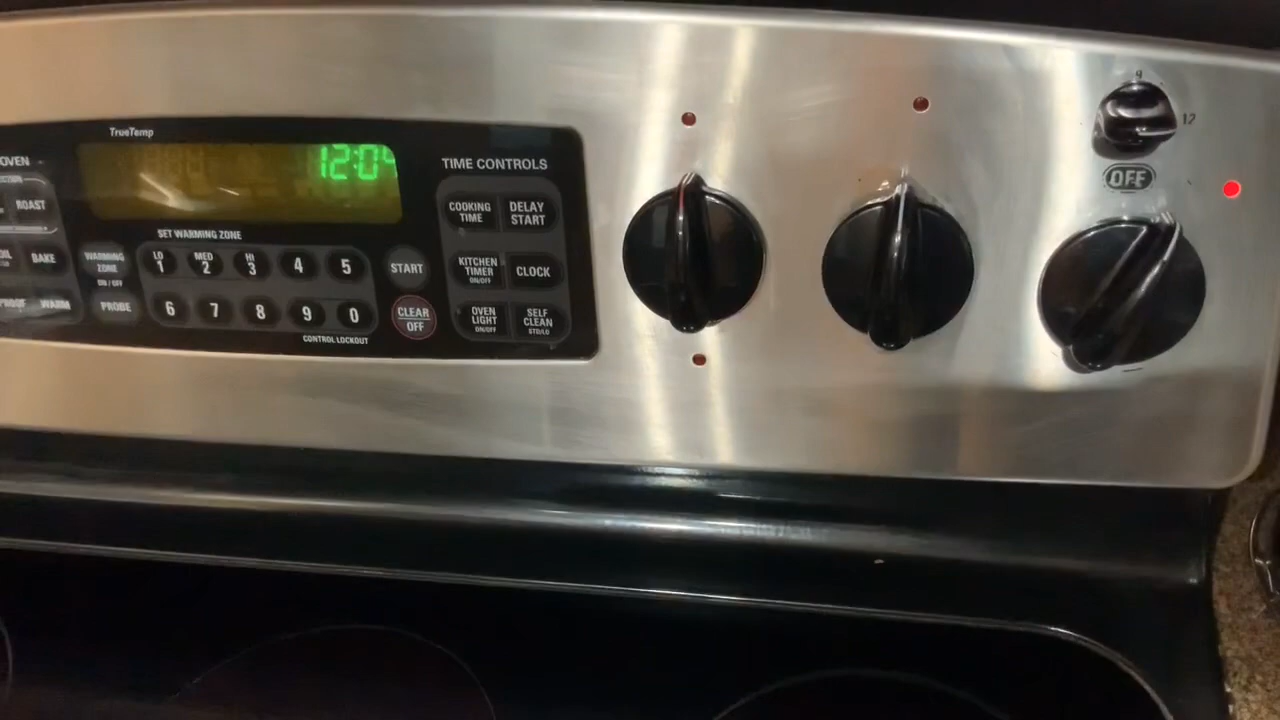 TrueTemp
12:04
OVEN
ROAST
BAKE
WARM
SET WARMING ZONE
WARMING
ZONE
ON / OFF
PROBE
LO
1
MED
2
HI
3
4
5
6
7
8
9
0
CONTROL LOCKOUT
START
CLEAR
OFF
TIME CONTROLS
COOKING
TIME
DELAY
START
KITCHEN
TIMER
ON/OFF
CLOCK
OVEN
LIGHT
ON/OFF
SELF
CLEAN
STD/LO
9
12
OFF